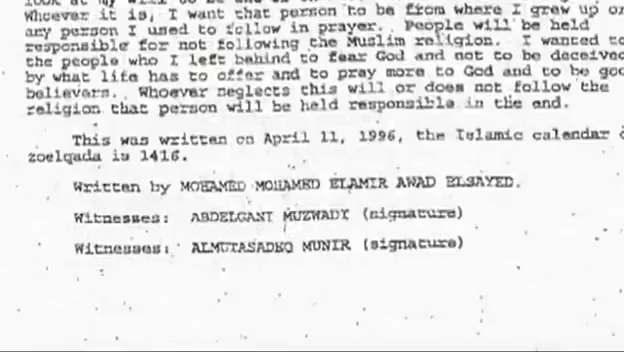 look at my will to be
Whoever it is, I want that person to be from where I grew up or
any person I used to follow in prayer. People will be held
responsible for not following the Muslim religion. I wanted to
the people who I left behind to fear God and not to be deceived
by what life has to offer and to pray more to God and to be goo
believers. Whoever neglects this will or does not follow the
religion that person will be held responsible in the end.
This was written on April 11, 1996, the Islamic calendar
zoelqada is 1416.
Written by MOHAMED MOHAMED ELAMIR AWAD ELSAYED.
Witnesses: ABDELGANI MUZWADY (signature)
Witnesses: ALMUTASADEQ MUNIR (signature)